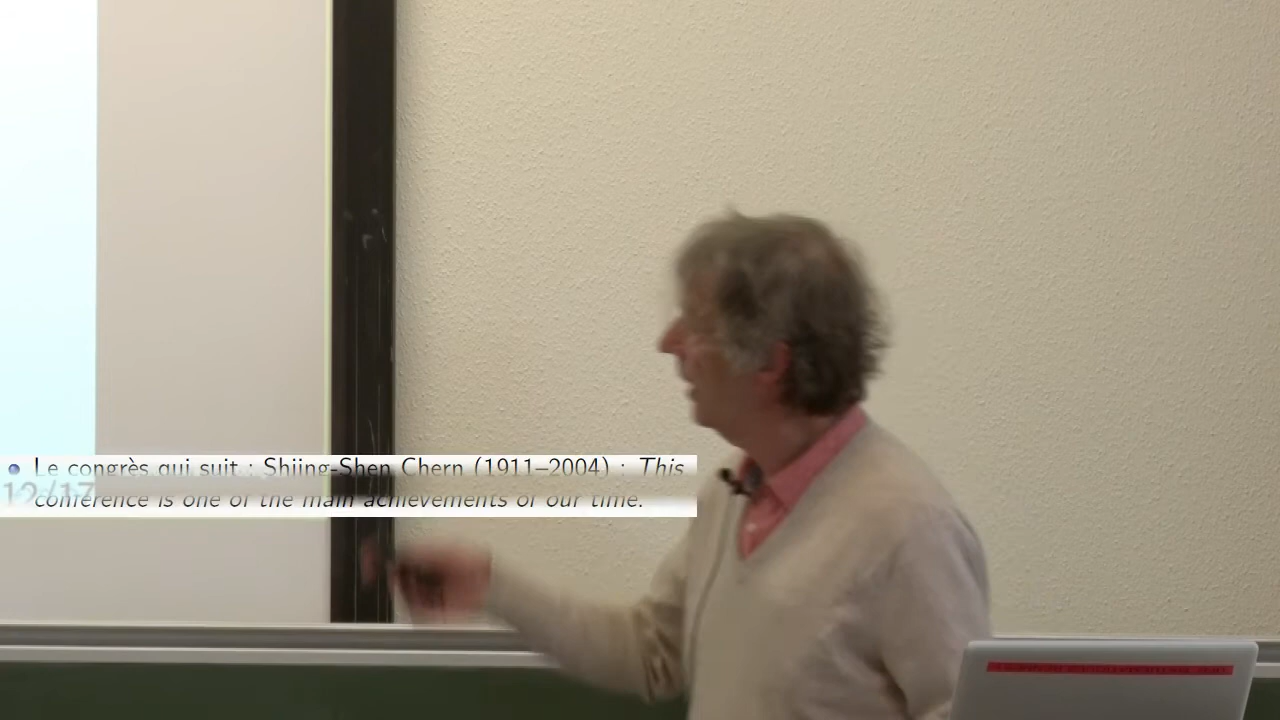 Le congrès qui suit : Shiing-Shen Chern (1911–2004) : This
conférence is one of the main achievements of our time.
12/17